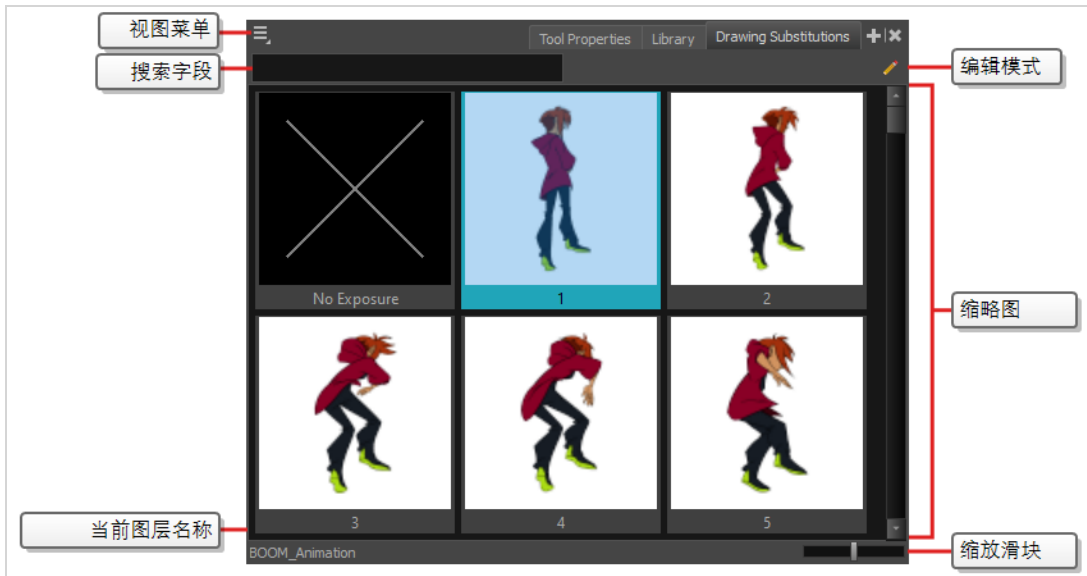 视图菜单
Tool Properties
Library
Drawing Substitutions
搜索字段
编辑模式
No Exposure
1
2
缩略图
3
4
5
当前图层名称
BOOM_Animation
缩放滑块